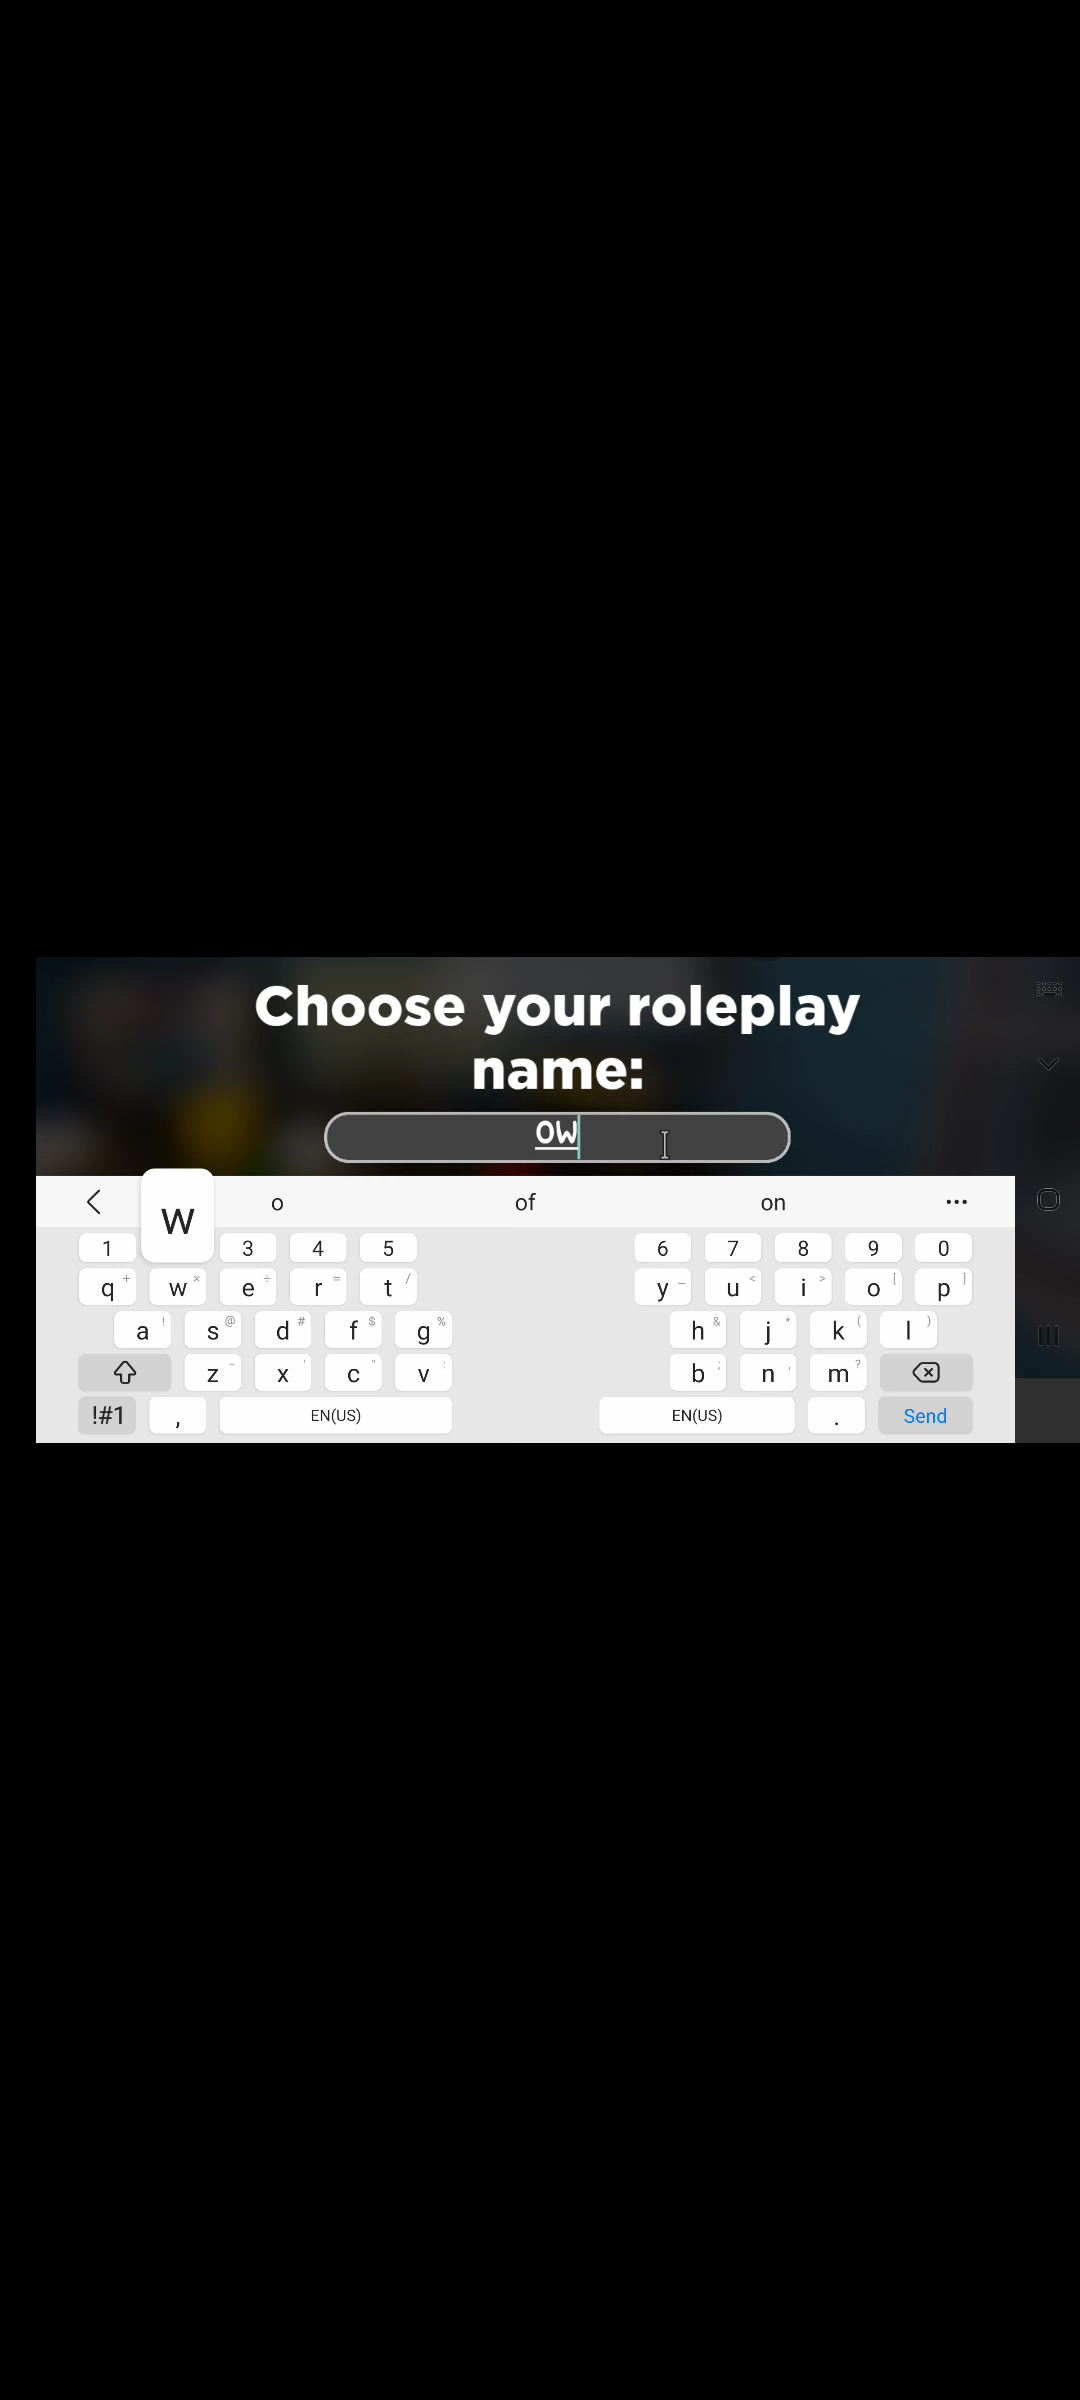 Choose your roleplay
name:
ow
w
o of on •••
1 3 4 5 6 7 8 9 0
q + w × e ÷ r = t / y _ u < i > o [ p ]
a ! s @ d # f $ g % h & j * k ( l )
z - x ' c " v : b ; n , m ?
!#1 , EN(US) EN(US) . Send